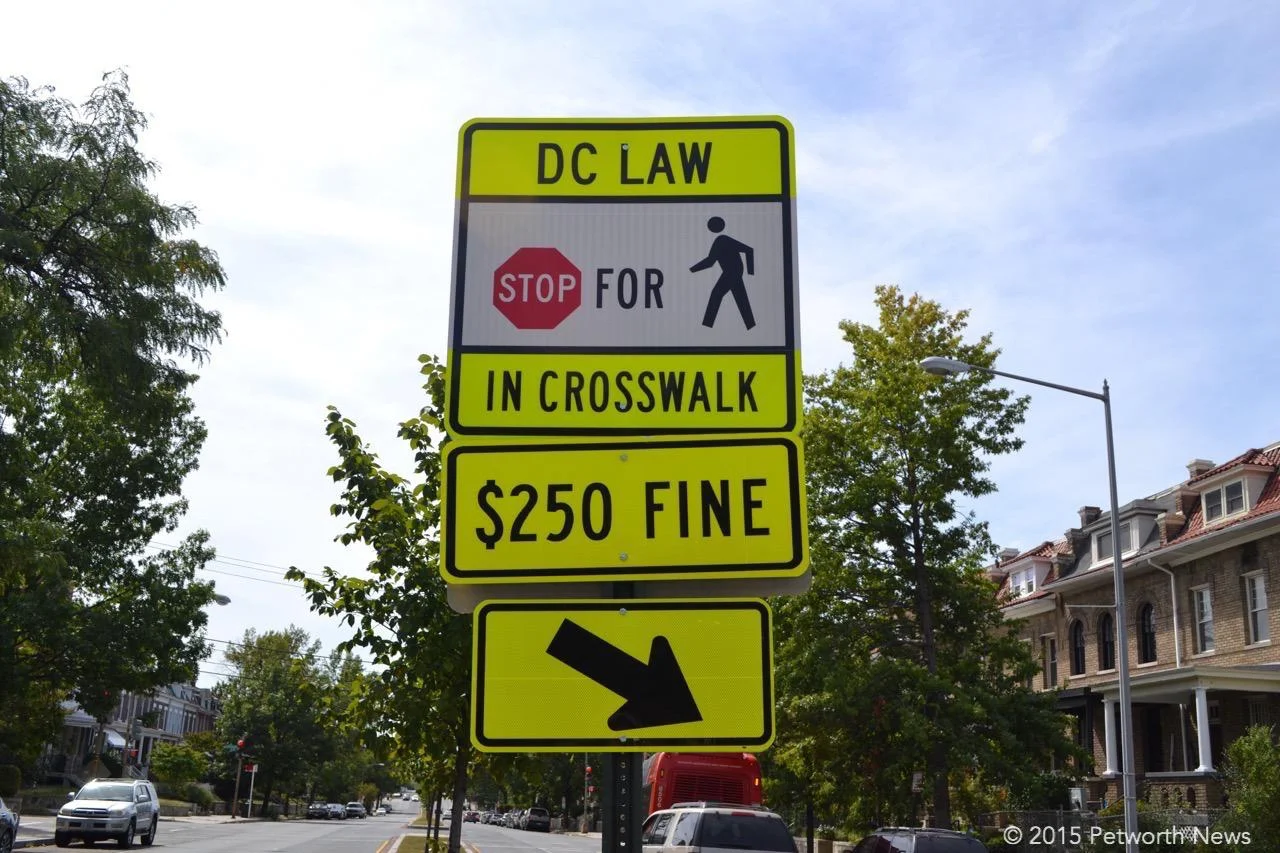 DC LAW
STOP FOR
IN CROSSWALK
$250 FINE
© 2015 Petworth News